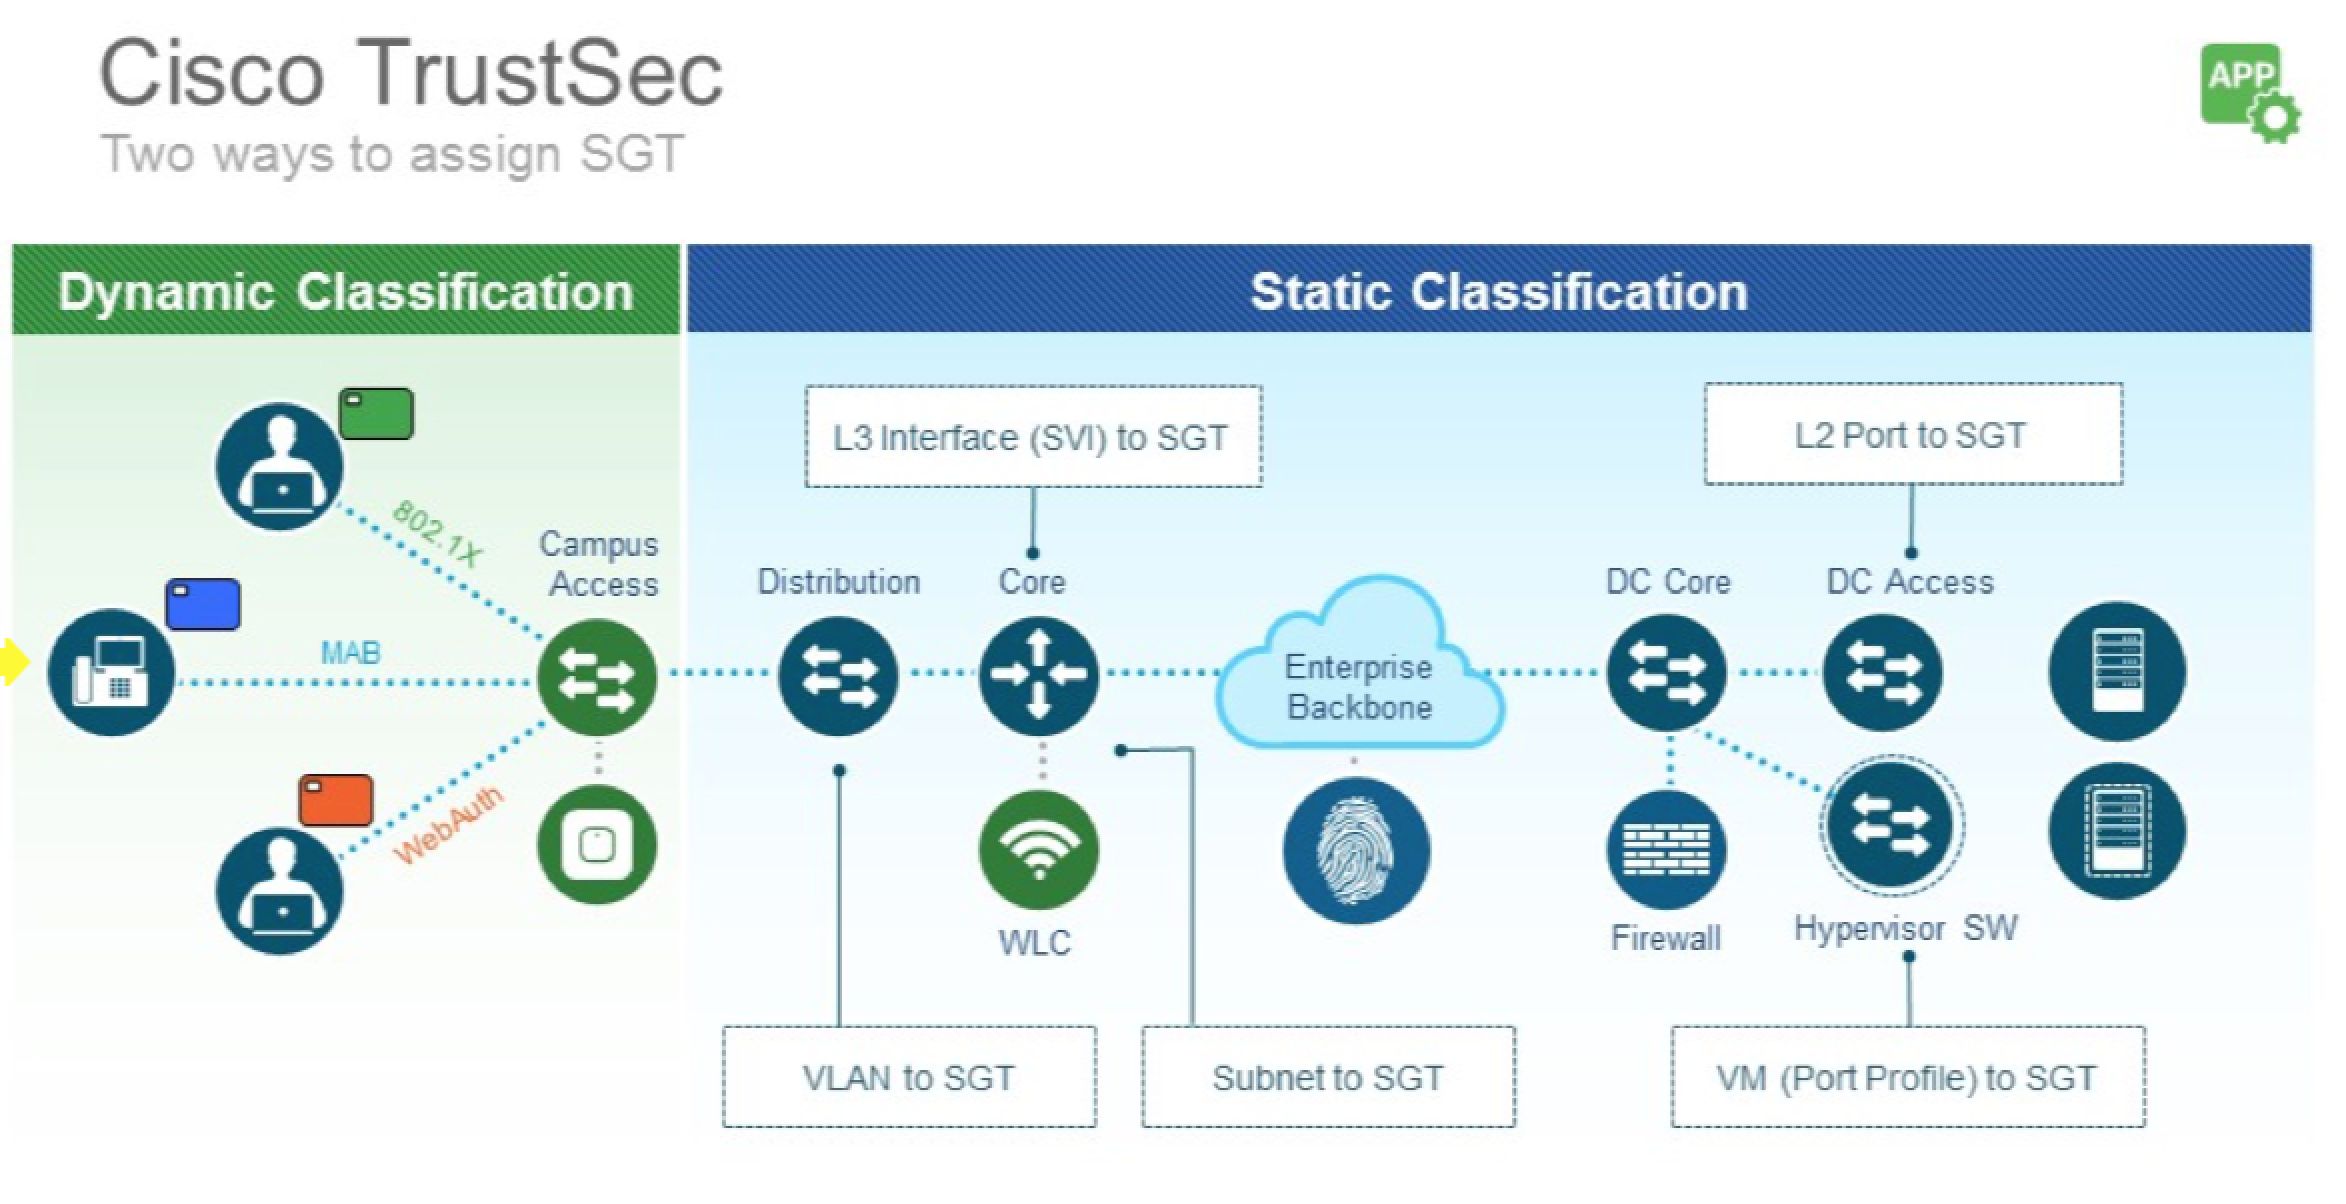 Cisco TrustSec
Two ways to assign SGT
APP
Dynamic Classification
Static Classification
L3 Interface (SVI) to SGT
L2 Port to SGT
802.1X
Campus
Access
Distribution
Core
DC Core
DC Access
MAB
Enterprise
Backbone
WebAuth
WLC
Firewall
Hypervisor SW
VLAN to SGT
Subnet to SGT
VM (Port Profile) to SGT